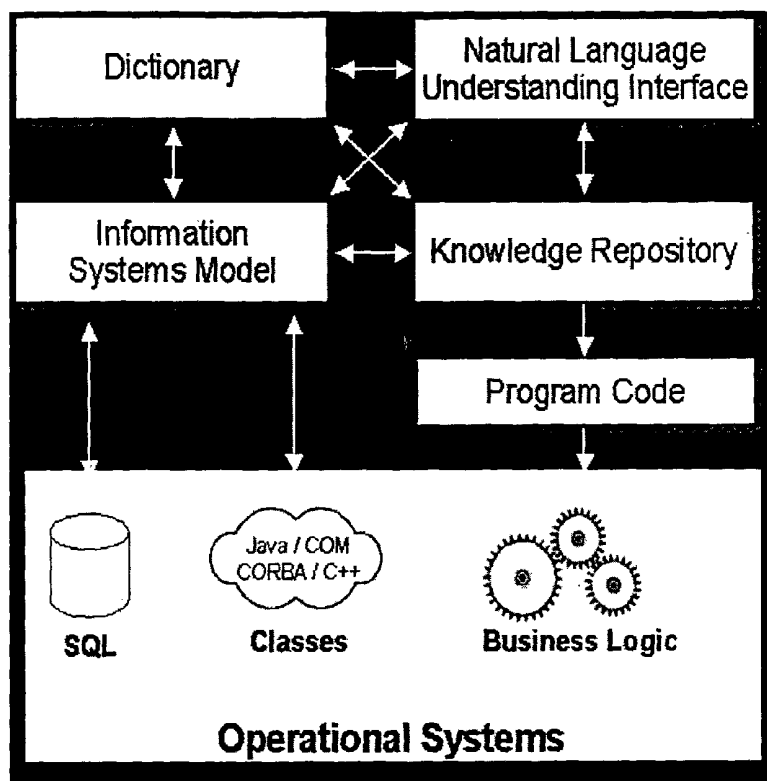 Dictionary
Natural Language
Understanding Interface
Information
Systems Model
Knowledge Repository
Program Code
Java / COM
CORBA / C++
SQL
Classes
Business Logic
Operational Systems